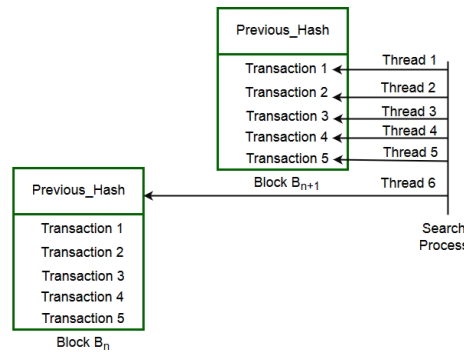 Previous_Hash
Transaction 1
Transaction 2
Transaction 3
Transaction 4
Transaction 5
Block Bn+1
Thread 1
Thread 2
Thread 3
Thread 4
Thread 5
Thread 6
Search
Process
Previous_Hash
Transaction 1
Transaction 2
Transaction 3
Transaction 4
Transaction 5
Block Bn